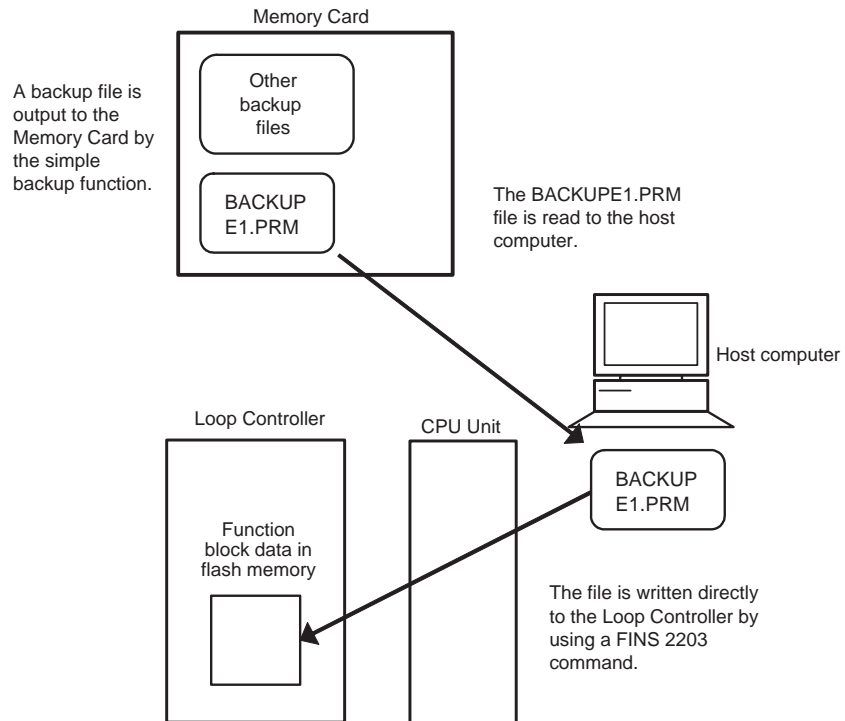 Memory Card
Other
backup
files
A backup file is
output to the
Memory Card by
the simple
backup function.
BACKUP
E1.PRM
The BACKUPE1.PRM
file is read to the host
computer.
Host computer
Loop Controller
CPU Unit
BACKUP
E1.PRM
Function
block data in
flash memory
The file is written directly
to the Loop Controller by
using a FINS 2203
command.